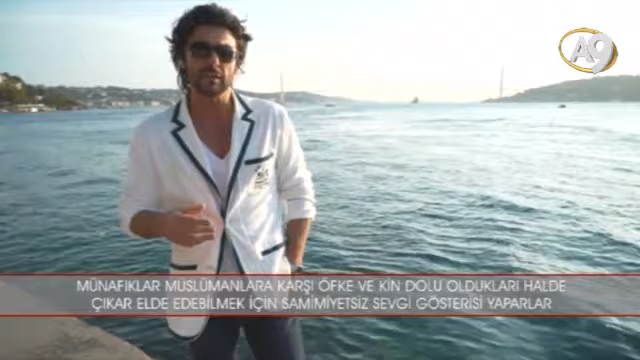 A9
MÜNAFIKLAR MUSLÜMANLARA KARŞI ÖFKE VE KİN DOLU OLDUKLARI HALDE
ÇIKAR ELDE EDEBİLMEK İÇİN SAMİMİYETSİZ SEVGİ GÖSTERİSİ YAPARLAR